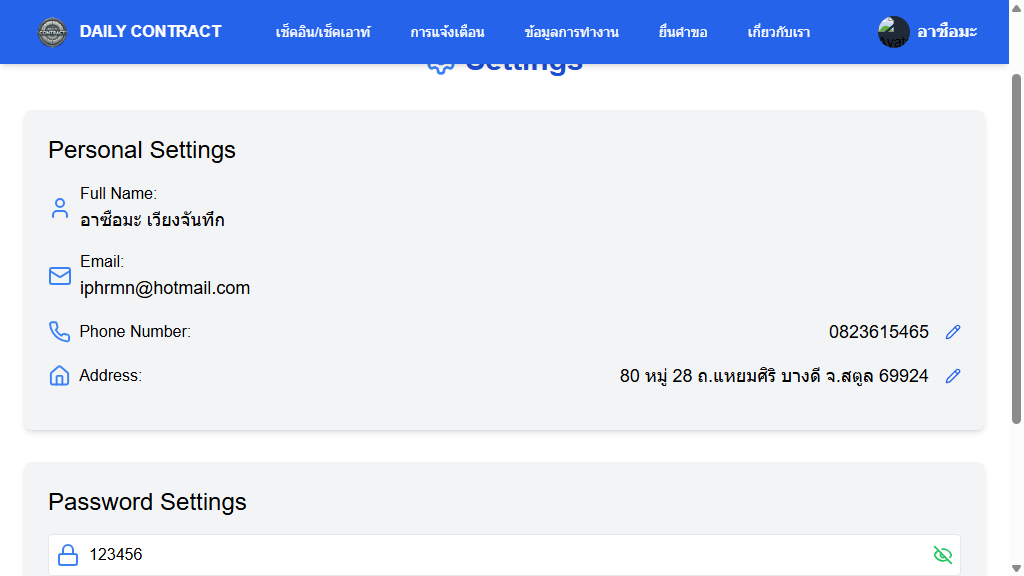 DAILY CONTRACT
เช็คอิน/เช็คเอาท์
การแจ้งเตือน
ข้อมูลการทำงาน
ยื่นคำขอ
เกี่ยวกับเรา
อาซือมะ
Settings
Personal Settings
Full Name:
อาซือมะ เวียงจันทึก
Email:
iphrmn@hotmail.com
Phone Number:
0823615465
Address:
80 หมู่ 28 ถ.แหยมศิริ บางดี จ.สตูล 69924
Password Settings
123456